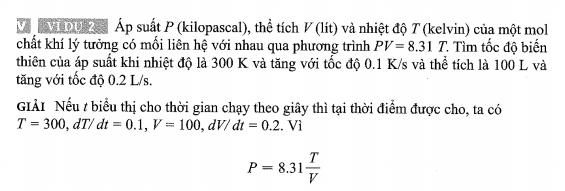 V VÍ DỤ 2 Áp suất P (kilopascal), thể tích V (lít) và nhiệt độ T (kelvin) của một mol
chất khí lý tưởng có mối liên hệ với nhau qua phương trình PV = 8.31 T. Tìm tốc độ biến
thiên của áp suất khi nhiệt độ là 300 K và tăng với tốc độ 0.1 K/s và thể tích là 100 L và
tăng với tốc độ 0.2 L/s.
GIẢI Nếu t biểu thị cho thời gian chạy theo giây thì tại thời điểm được cho, ta có
T = 300, dT/ dt = 0.1, V = 100, dV/ dt = 0.2. Vì
P = 8.31 T/V